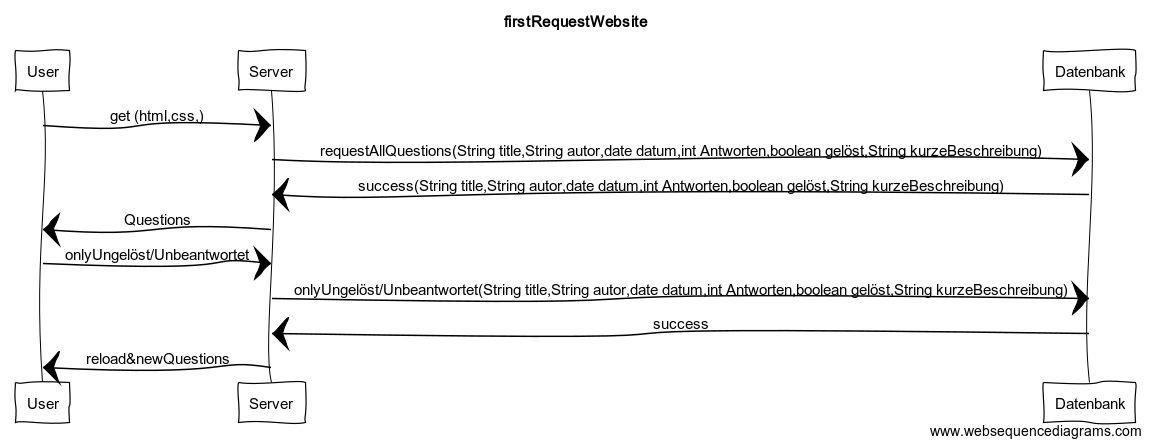 firstRequestWebsite
User
Server
Datenbank
get (html,css,)
requestAllQuestions(String title,String autor,date datum,int Antworten,boolean gelöst,String kurzeBeschreibung)
success(String title,String autor,date datum,int Antworten,boolean gelöst,String kurzeBeschreibung)
Questions
onlyUngelöst/Unbeantwortet
onlyUngelöst/Unbeantwortet(String title,String autor,date datum,int Antworten,boolean gelöst,String kurzeBeschreibung)
success
reload&newQuestions
User
Server
Datenbank
www.websequencediagrams.com